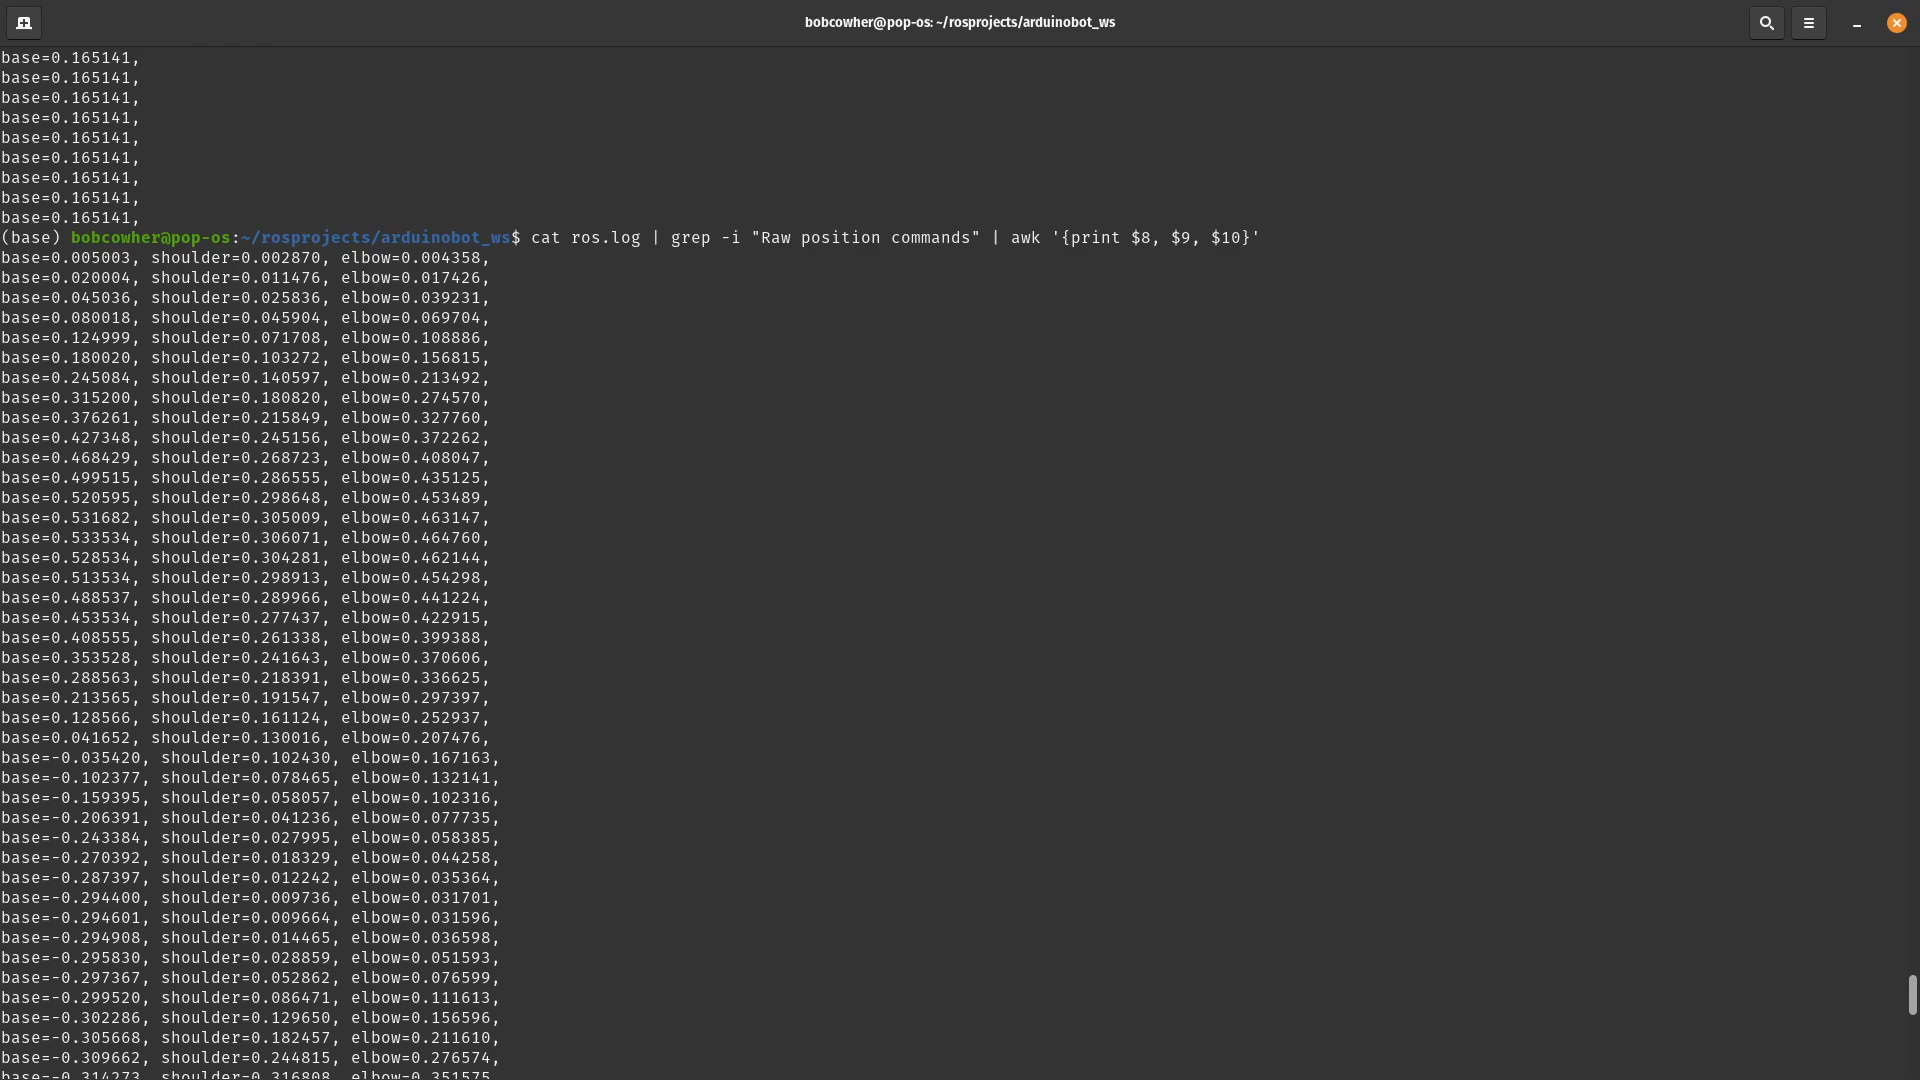 bobcowher@pop-os: ~/rosprojects/arduinobot_ws
base=0.165141,
base=0.165141,
base=0.165141,
base=0.165141,
base=0.165141,
base=0.165141,
base=0.165141,
base=0.165141,
base=0.165141,
(base) bobcowher@pop-os:~/rosprojects/arduinobot_ws$ cat ros.log | grep -i "Raw position commands" | awk '{print $8, $9, $10}'
base=0.005003, shoulder=0.002870, elbow=0.004358,
base=0.020004, shoulder=0.011476, elbow=0.017426,
base=0.045036, shoulder=0.025836, elbow=0.039231,
base=0.080018, shoulder=0.045904, elbow=0.069704,
base=0.124999, shoulder=0.071708, elbow=0.108886,
base=0.180020, shoulder=0.103272, elbow=0.156815,
base=0.245084, shoulder=0.140597, elbow=0.213492,
base=0.315200, shoulder=0.180820, elbow=0.274570,
base=0.376261, shoulder=0.215849, elbow=0.327760,
base=0.427348, shoulder=0.245156, elbow=0.372262,
base=0.468429, shoulder=0.268723, elbow=0.408047,
base=0.499515, shoulder=0.286555, elbow=0.435125,
base=0.520595, shoulder=0.298648, elbow=0.453489,
base=0.531682, shoulder=0.305009, elbow=0.463147,
base=0.533534, shoulder=0.306071, elbow=0.464760,
base=0.528534, shoulder=0.304281, elbow=0.462144,
base=0.513534, shoulder=0.298913, elbow=0.454298,
base=0.488537, shoulder=0.289966, elbow=0.441224,
base=0.453534, shoulder=0.277437, elbow=0.422915,
base=0.408555, shoulder=0.261338, elbow=0.399388,
base=0.353528, shoulder=0.241643, elbow=0.370606,
base=0.288563, shoulder=0.218391, elbow=0.336625,
base=0.213565, shoulder=0.191547, elbow=0.297397,
base=0.128566, shoulder=0.161124, elbow=0.252937,
base=0.041652, shoulder=0.130016, elbow=0.207476,
base=-0.035420, shoulder=0.102430, elbow=0.167163,
base=-0.102377, shoulder=0.078465, elbow=0.132141,
base=-0.159395, shoulder=0.058057, elbow=0.102316,
base=-0.206391, shoulder=0.041236, elbow=0.077735,
base=-0.243384, shoulder=0.027995, elbow=0.058385,
base=-0.270392, shoulder=0.018329, elbow=0.044258,
base=-0.287397, shoulder=0.012242, elbow=0.035364,
base=-0.294400, shoulder=0.009736, elbow=0.031701,
base=-0.294601, shoulder=0.009664, elbow=0.031596,
base=-0.294908, shoulder=0.014465, elbow=0.036598,
base=-0.295830, shoulder=0.028859, elbow=0.051593,
base=-0.297367, shoulder=0.052862, elbow=0.076599,
base=-0.299520, shoulder=0.086471, elbow=0.111613,
base=-0.302286, shoulder=0.129650, elbow=0.156596,
base=-0.305668, shoulder=0.182457, elbow=0.211610,
base=-0.309662, shoulder=0.244815, elbow=0.276574,
base=-0.314273, shoulder=0.316808, elbow=0.351575,